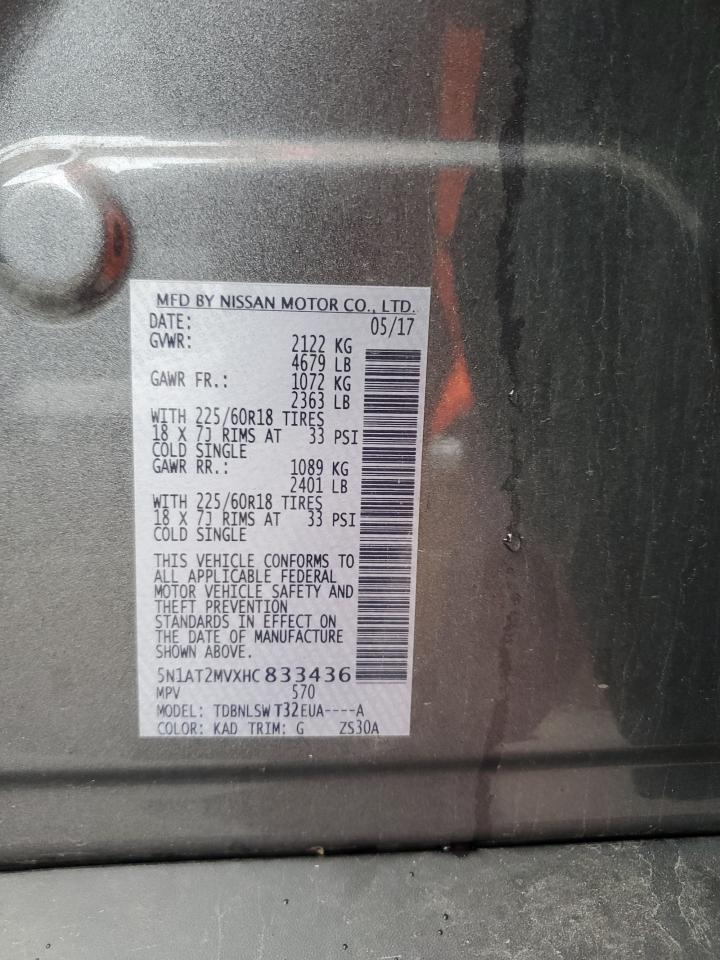 MFD BY NISSAN MOTOR CO., LTD.
DATE: 05/17
GVWR: 2122 KG
4679 LB
GAWR FR.: 1072 KG
2363 LB
WITH 225/60R18 TIRES
18 X 7J RIMS AT 33 PSI
COLD SINGLE
GAWR RR.: 1089 KG
2401 LB
WITH 225/60R18 TIRES
18 X 7J RIMS AT 33 PSI
COLD SINGLE
THIS VEHICLE CONFORMS TO
ALL APPLICABLE FEDERAL
MOTOR VEHICLE SAFETY AND
THEFT PREVENTION
STANDARDS IN EFFECT ON
THE DATE OF MANUFACTURE
SHOWN ABOVE.
5N1AT2MVXHC833436
MPV 570
MODEL: TDBNLSWT32EUA----A
COLOR: KAD TRIM: G ZS30A